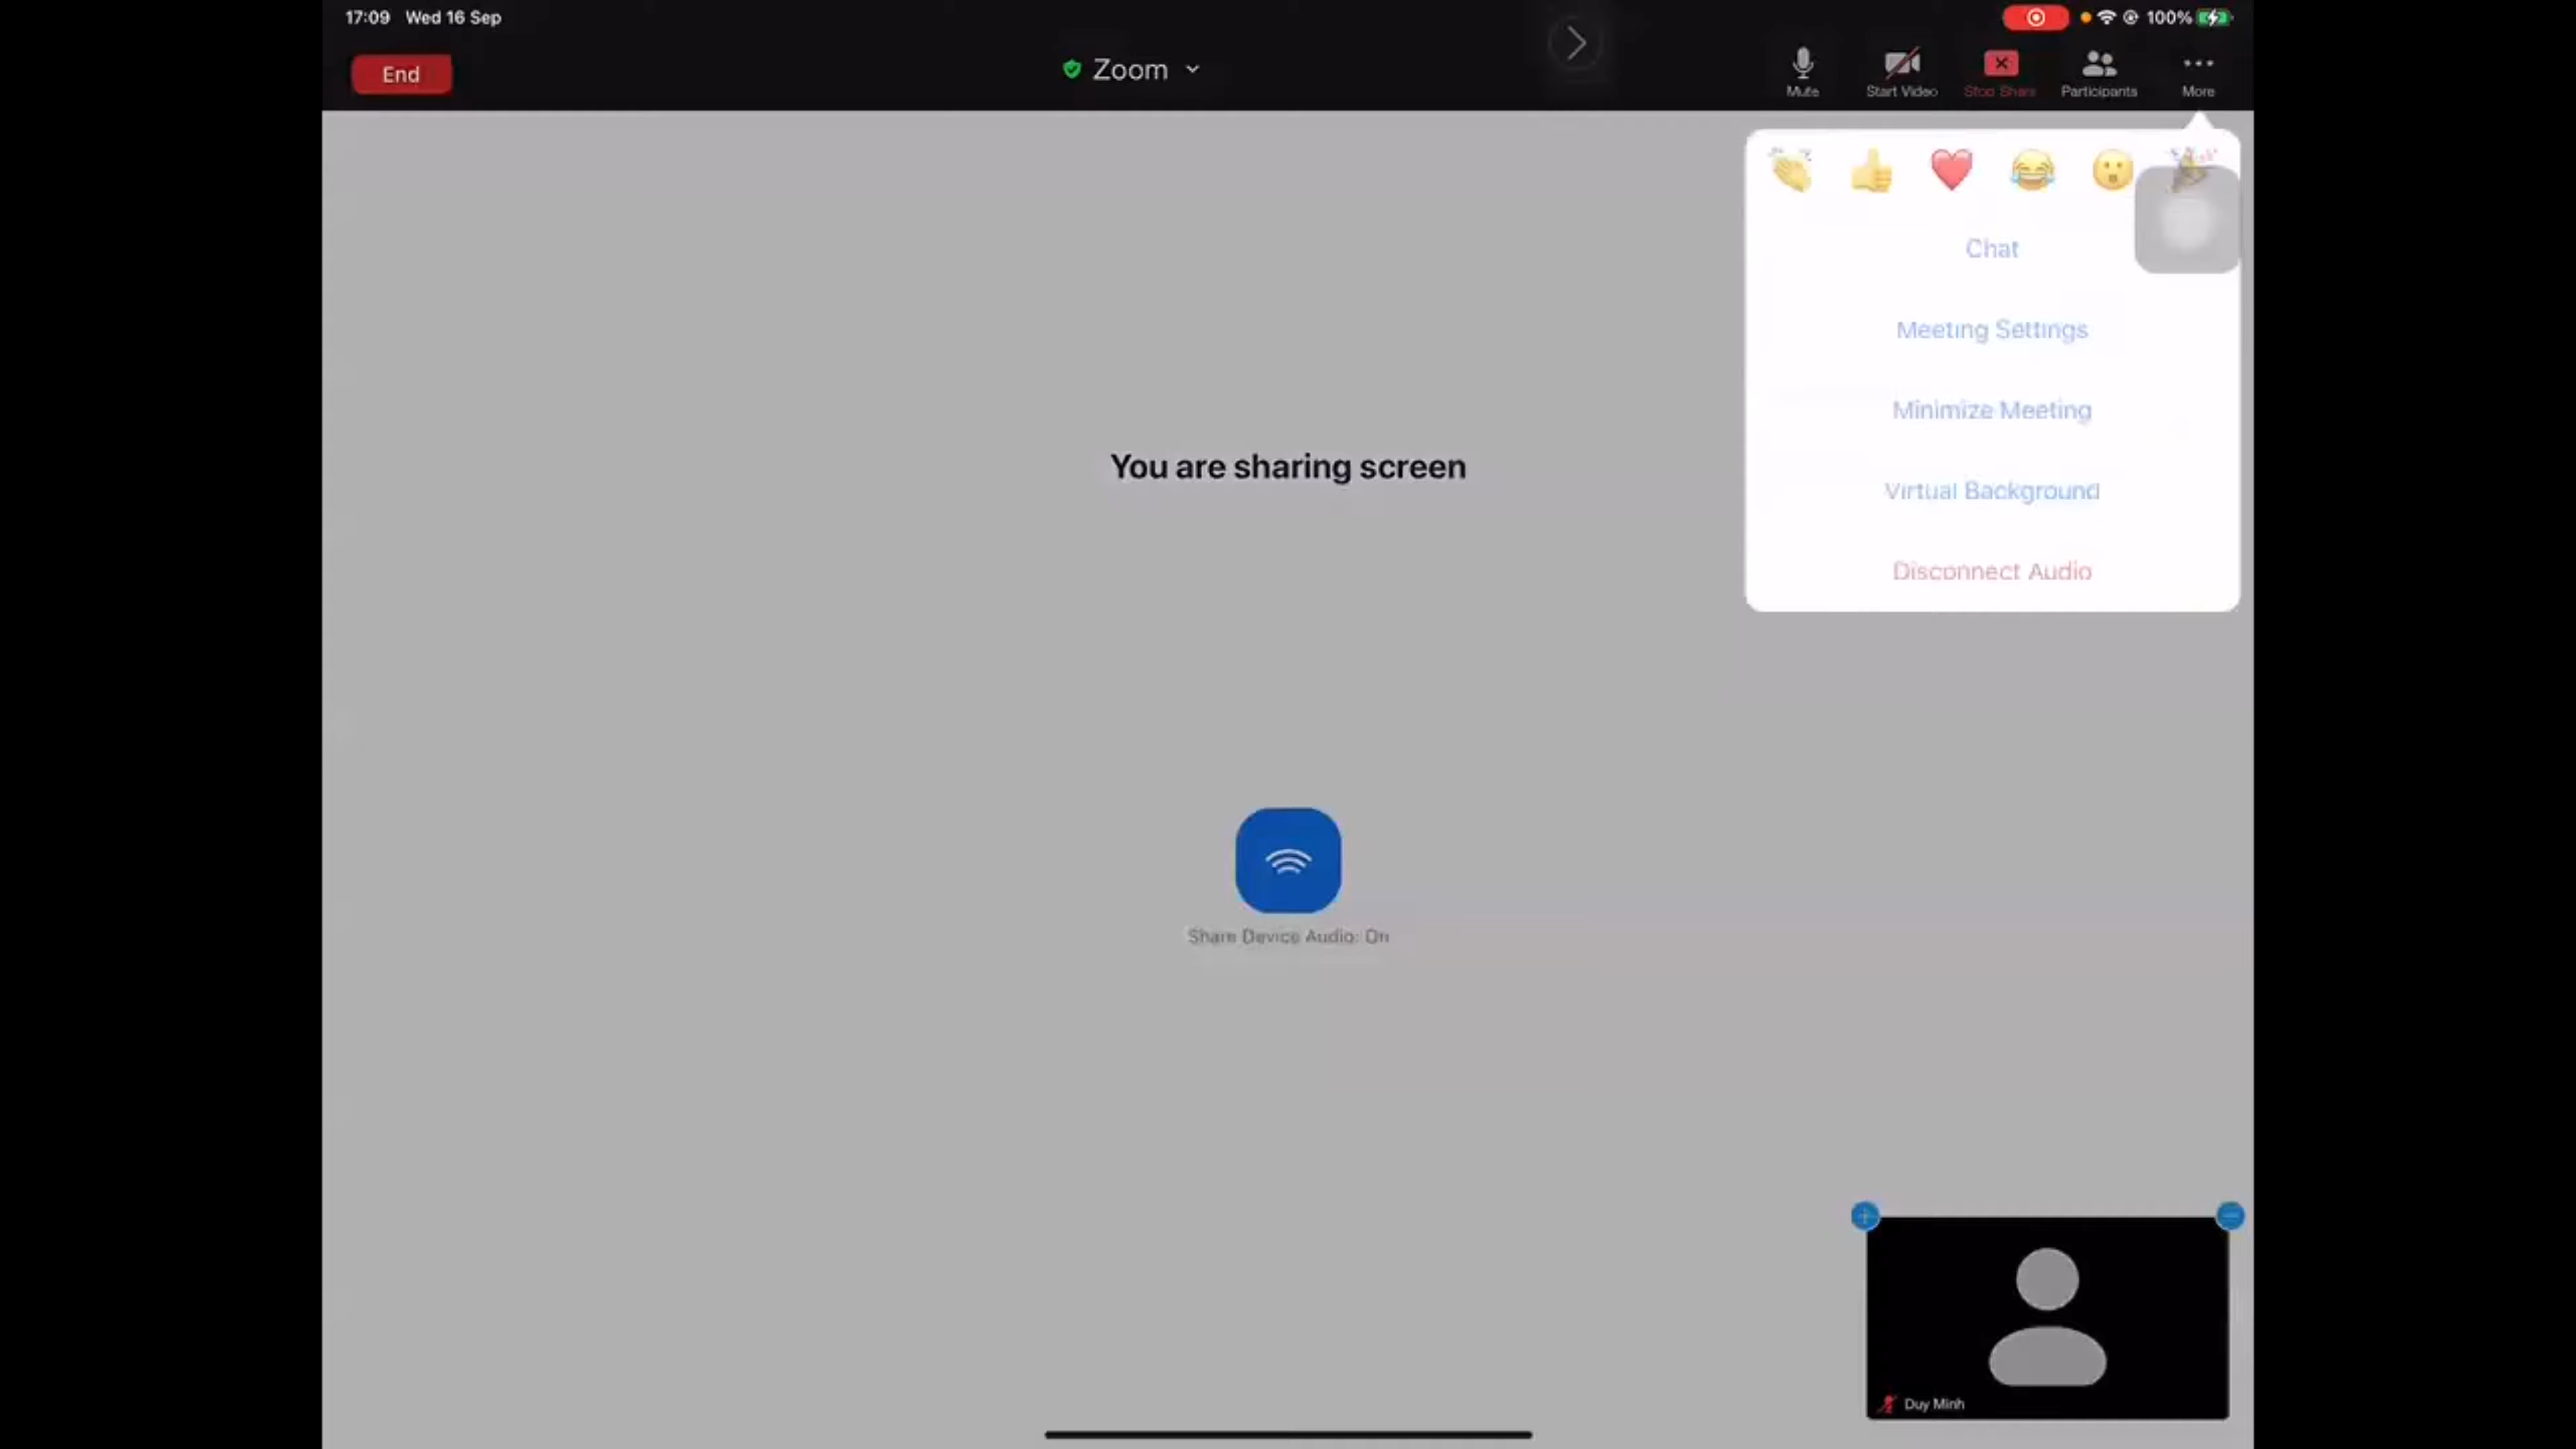 17:09 Wed 16 Sep
100%
End
Zoom
Mute
Start Video
Stop Share
Participants
More
Chat
Meeting Settings
Minimize Meeting
Virtual Background
Disconnect Audio
You are sharing screen
Share Device Audio: On
Duy Minh